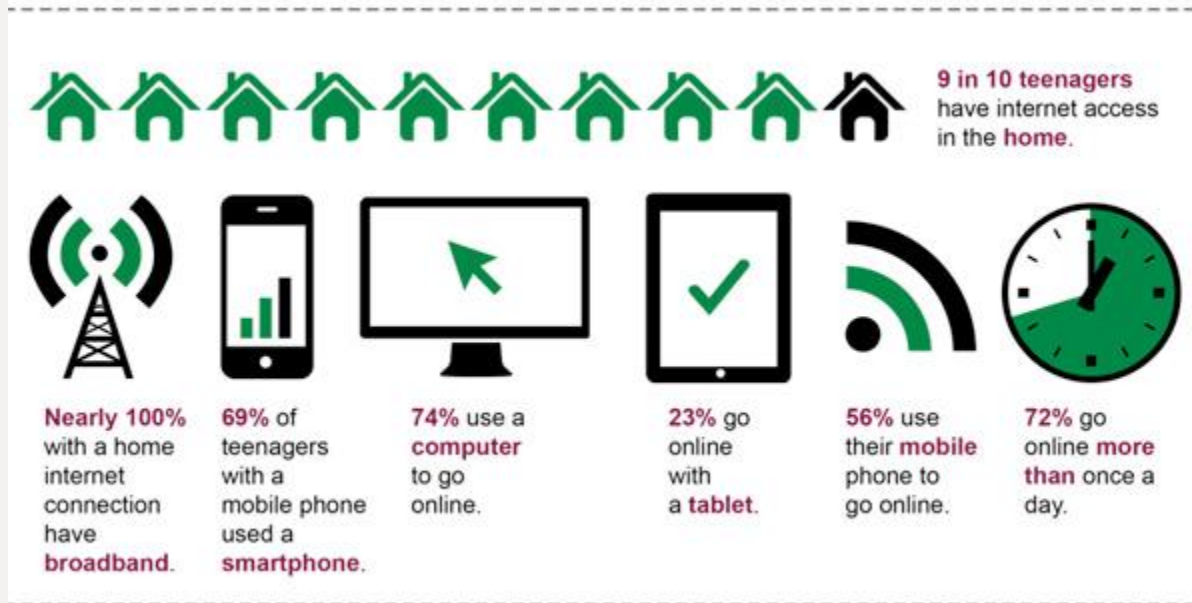 9 in 10 teenagers
have internet access
in the home.
Nearly 100%
with a home
internet
connection
have
broadband.
69% of
teenagers
with a
mobile phone
used a
smartphone.
74% use a
computer
to go
online.
23% go
online
with
a tablet.
56% use
their mobile
phone to
go online.
72% go
online more
than once a
day.